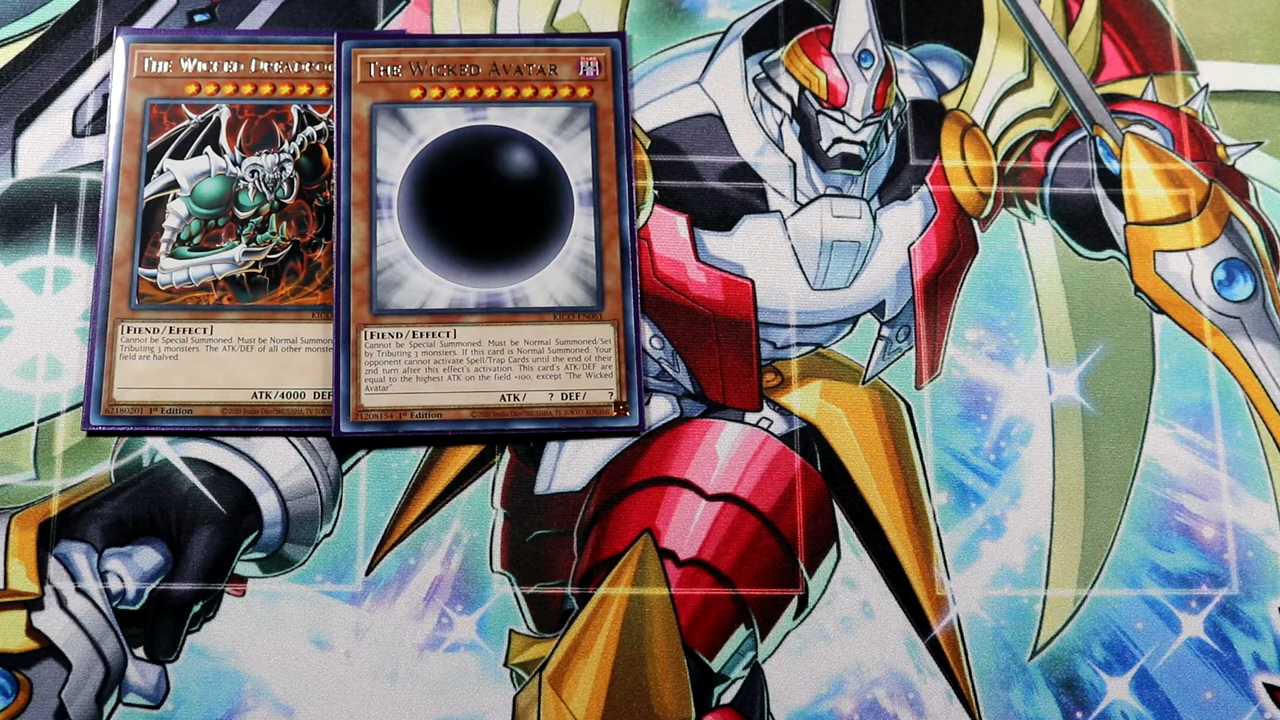 THE WICKED DREADROO
[FIEND/EFFECT]
Cannot be Special Summoned. Must be Normal Summoned
Tributing 3 monsters. The ATK/DEF of all other monste
field are halved.
ATK/4000 DEF
62180201 1st Edition
KICO
THE WICKED AVATAR
DARK
KICO-EN061
[FIEND/EFFECT]
Cannot be Special Summoned. Must be Normal Summoned/Set
by Tributing 3 monsters. If this card is Normal Summoned: Your
opponent cannot activate Spell/Trap Cards until the end of their
2nd turn after this effect's activation. This card's ATK/DEF are
equal to the highest ATK on the field +100, except "The Wicked
Avatar".
ATK/ ? DEF/ ?
21208154 1st Edition